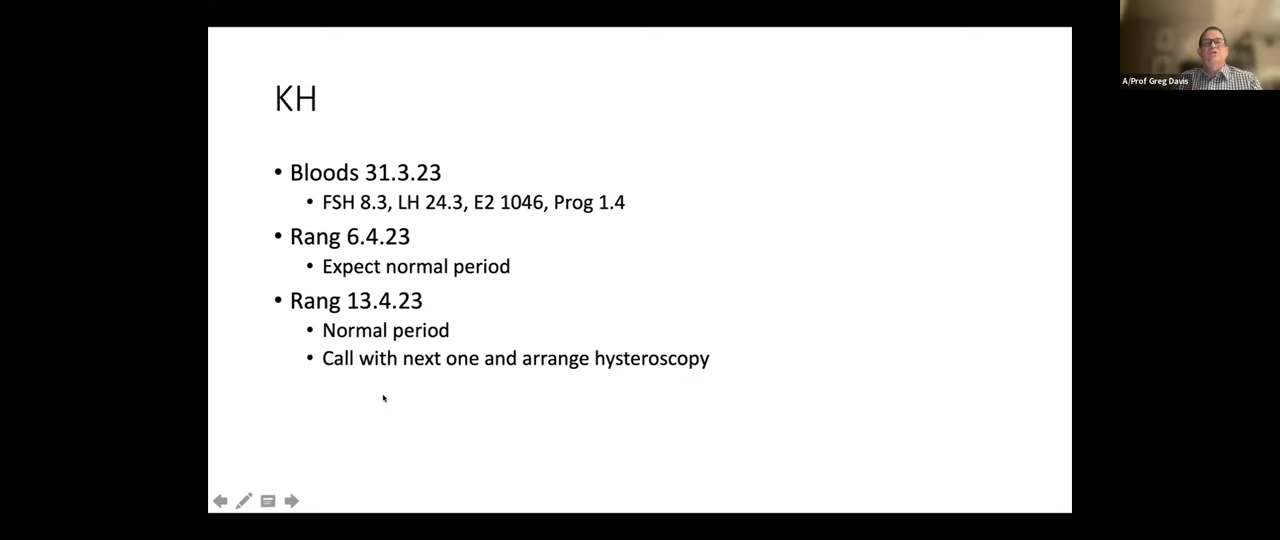 KH
• Bloods 31.3.23
• FSH 8.3, LH 24.3, E2 1046, Prog 1.4
• Rang 6.4.23
• Expect normal period
• Rang 13.4.23
• Normal period
• Call with next one and arrange hysteroscopy
A/Prof Greg Davis